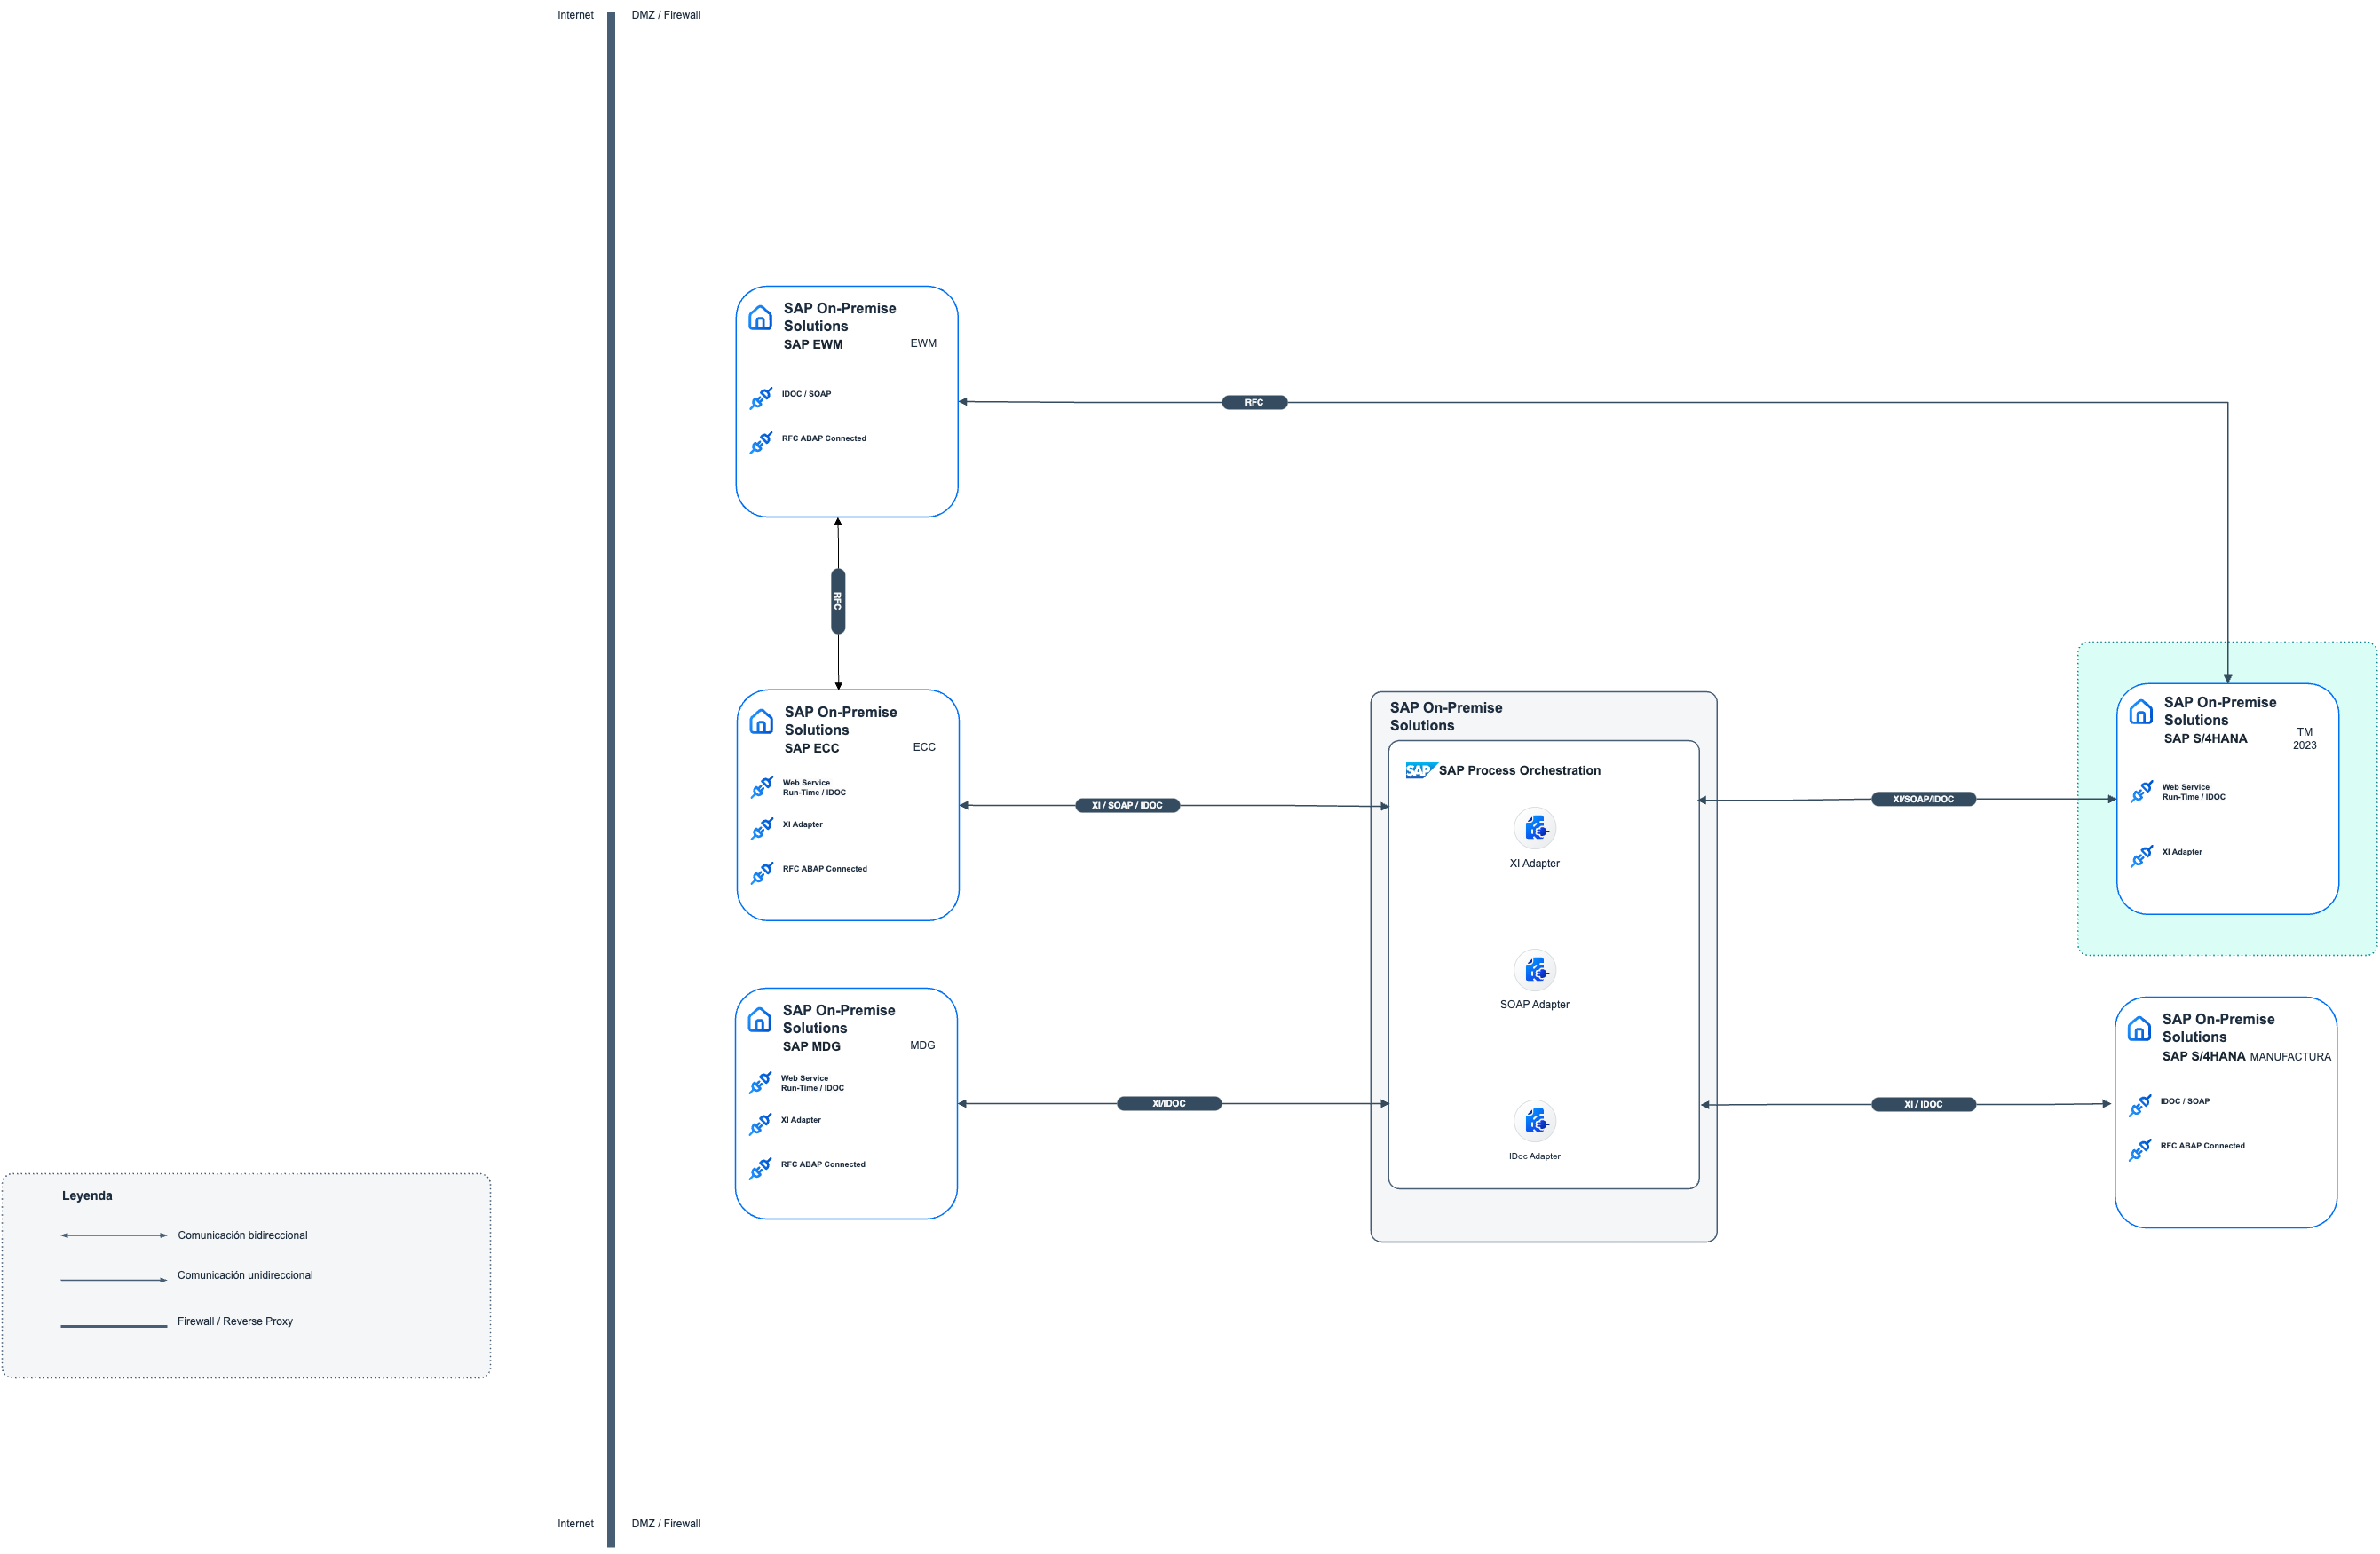 Internet
DMZ / Firewall
SAP On-Premise
Solutions
SAP EWM
EWM
IDOC / SOAP
RFC ABAP Connected
RFC
RFC
SAP On-Premise
Solutions
SAP ECC
ECC
Web Service
Run-Time / IDOC
XI Adapter
RFC ABAP Connected
XI / SOAP / IDOC
SAP On-Premise
Solutions
SAP
SAP Process Orchestration
XI Adapter
SOAP Adapter
IDoc Adapter
XI/SOAP/IDOC
SAP On-Premise
Solutions
SAP S/4HANA
TM
2023
Web Service
Run-Time / IDOC
XI Adapter
SAP On-Premise
Solutions
SAP MDG
MDG
Web Service
Run-Time / IDOC
XI Adapter
RFC ABAP Connected
XI/IDOC
XI / IDOC
SAP On-Premise
Solutions
SAP S/4HANA MANUFACTURA
IDOC / SOAP
RFC ABAP Connected
Leyenda
Comunicación bidireccional
Comunicación unidireccional
Firewall / Reverse Proxy
Internet
DMZ / Firewall